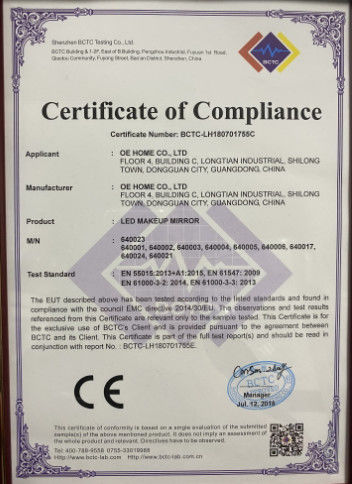 Shenzhen BCTC Testing Co., Ltd.
BCTC Building & 1-2F, East of B Building, Pengzhou Industrial, Fuyuan 1st Road,
Qiaotou Community, Fuyong Street, Bao'an District, Shenzhen, China
BCTC
Certificate of Compliance
Certificate Number: BCTC-LH180701755C
Applicant : OE HOME CO., LTD
FLOOR 4, BUILDING C, LONGTIAN INDUSTRIAL, SHILONG
TOWN, DONGGUAN CITY, GUANGDONG, CHINA
Manufacturer : OE HOME CO., LTD
FLOOR 4, BUILDING C, LONGTIAN INDUSTRIAL, SHILONG
TOWN, DONGGUAN CITY, GUANGDONG, CHINA
Product : LED MAKEUP MIRROR
M/N : 640023
640001, 640002, 640003, 640004, 640005, 640006, 640017,
640024, 640021
Test Standard : EN 55015:2013+A1:2015, EN 61547: 2009
EN 61000-3-2: 2014, EN 61000-3-3: 2013
The EUT described above has been tested according to the listed standards and found in
compliance with the council EMC directive 2014/30/EU. The observations and test results
referenced from this Certificate are relevant only to the sample tested. This Certificate is for
the exclusive use of BCTC's Client and is provided pursuant to the agreement between
BCTC and its Client. This Certificate is part of the full test report(s) and should be read in
conjunction with report No. : BCTC-LH180701755E.
CE
BCTC
Manager
Jul. 12, 2018
This certificate of conformity is based on a single evaluation of the submitted
sample(s) of the above mentioned product. It does not imply an assessment of
the whole product and relevant. Directives have to be observed.
Tel: 400-788-9558 0755-33019988
Http://www.bctc-lab.com Http://www.bctc-lab.com.cn